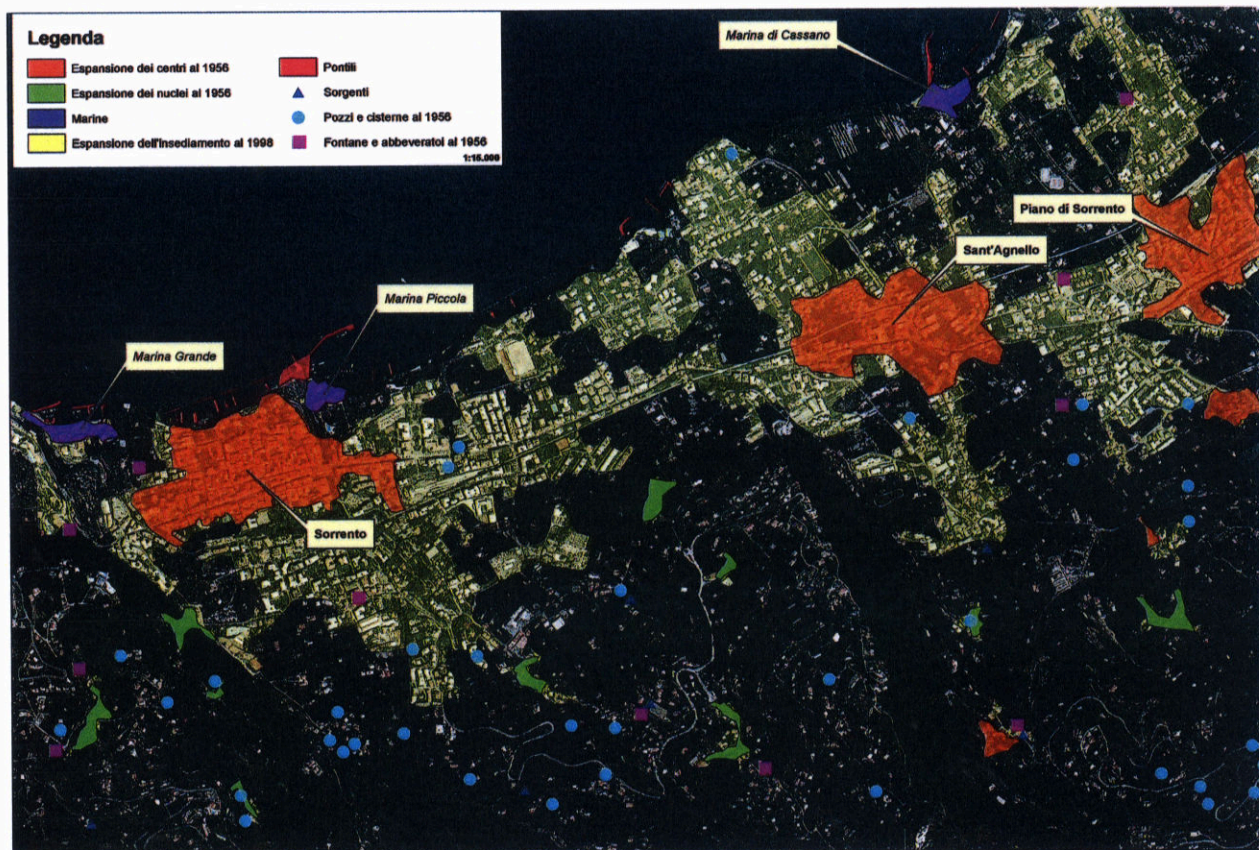 Legenda
Espansione dei centri al 1956
Espansione dei nuclei al 1956
Marine
Espansione dell'Insediamento al 1998
Pontili
Sorgenti
Pozzi e cisterne al 1956
Fontane e abbeveratoi al 1956
1:15.000
Marina di Cassano
Piano di Sorrento
Sant'Agnello
Marina Piccola
Marina Grande
Sorrento